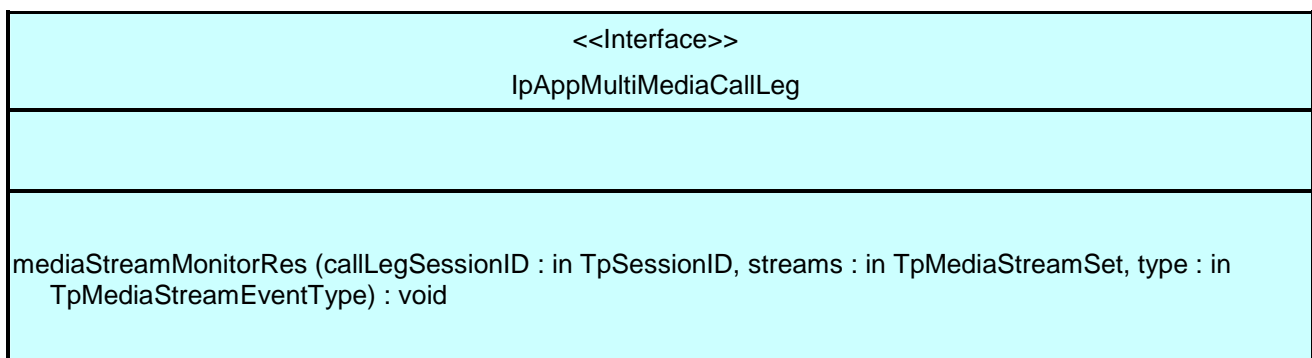 <<Interface>>
IpAppMultiMediaCallLeg
mediaStreamMonitorRes (callLegSessionID : in TpSessionID, streams : in TpMediaStreamSet, type : in
TpMediaStreamEventType) : void